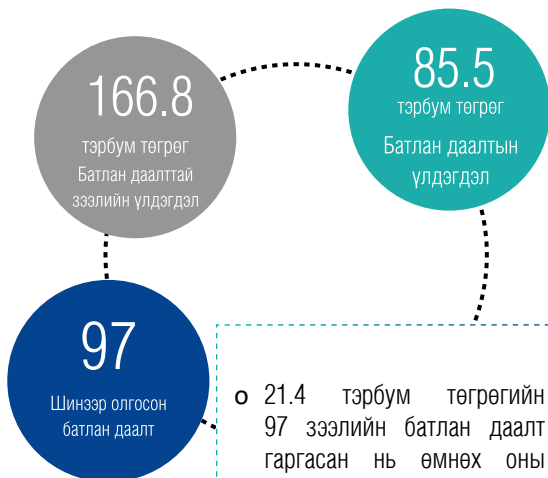 166.8
тэрбум төгрөг
Батлан даалттай
зээлийн үлдэгдэл
85.5
тэрбум төгрөг
Батлан даалтын
үлдэгдэл
97
Шинээр олгосон
батлан даалт
o 21.4 тэрбум төгрөгийн
97 зээлийн батлан даалт
гаргасан нь өмнөх оны